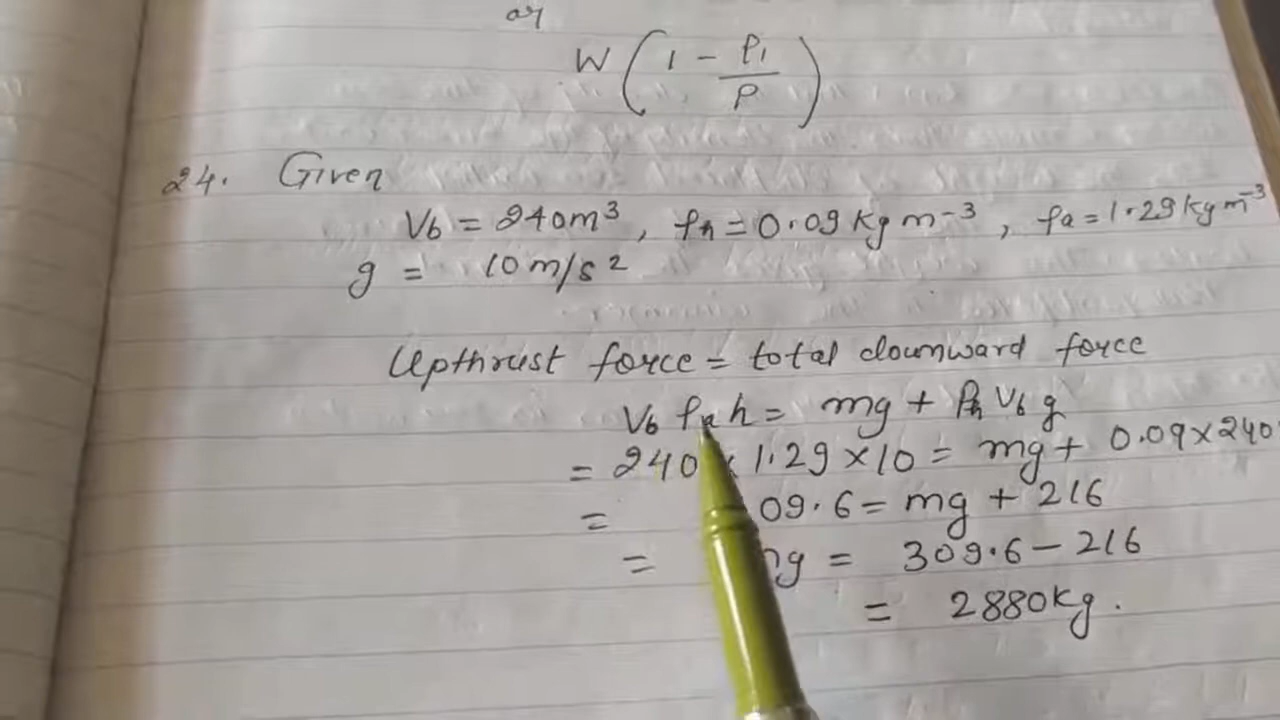 or
W ( 1 - ρ1 / ρ )
24. Given
Vb = 240m³, ρh = 0.09 kg m-3, ρa = 1.29 kg m-3
g = 10 m/s2
Upthrust force = total downward force
Vb ρa h = mg + ρh Vb g
= 240 × 1.29 × 10 = mg + 0.09 × 240
= 09.6 = mg + 216
= g = 309.6 - 216
= 2880kg.